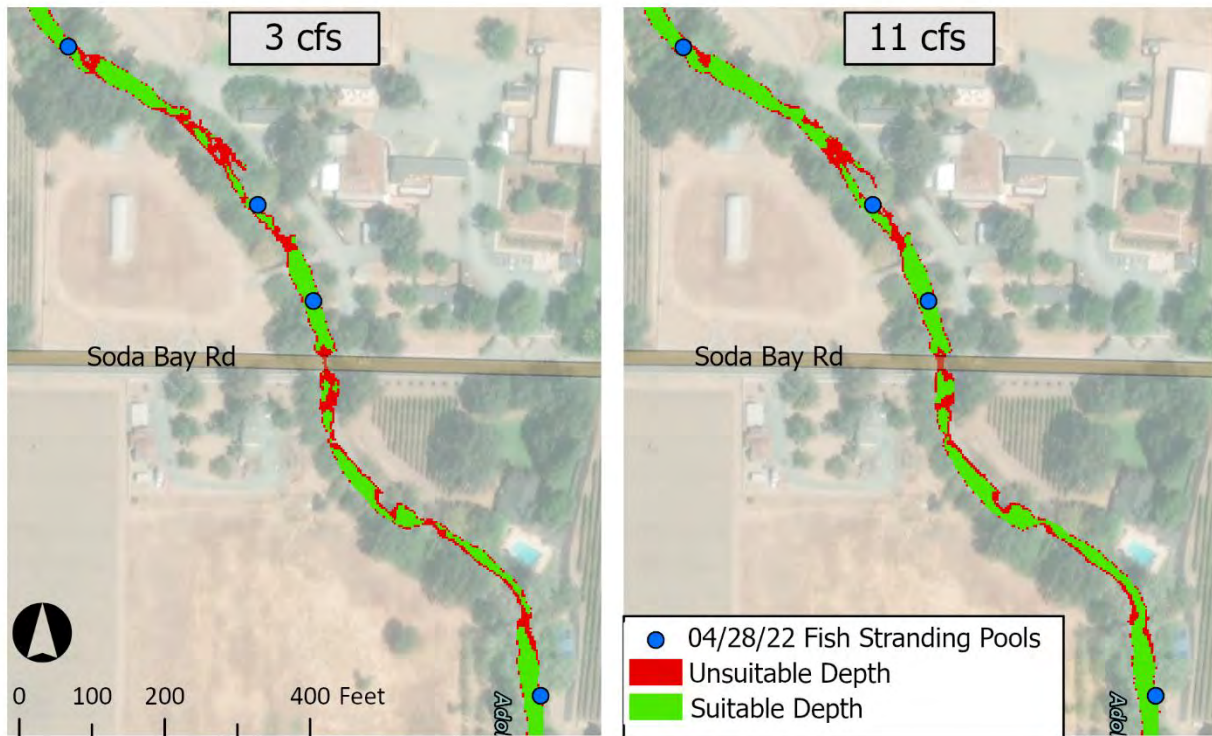 3 cfs
11 cfs
Soda Bay Rd
Soda Bay Rd
04/28/22 Fish Stranding Pools
Unsuitable Depth
Suitable Depth
0 100 200 400 Feet
Adol